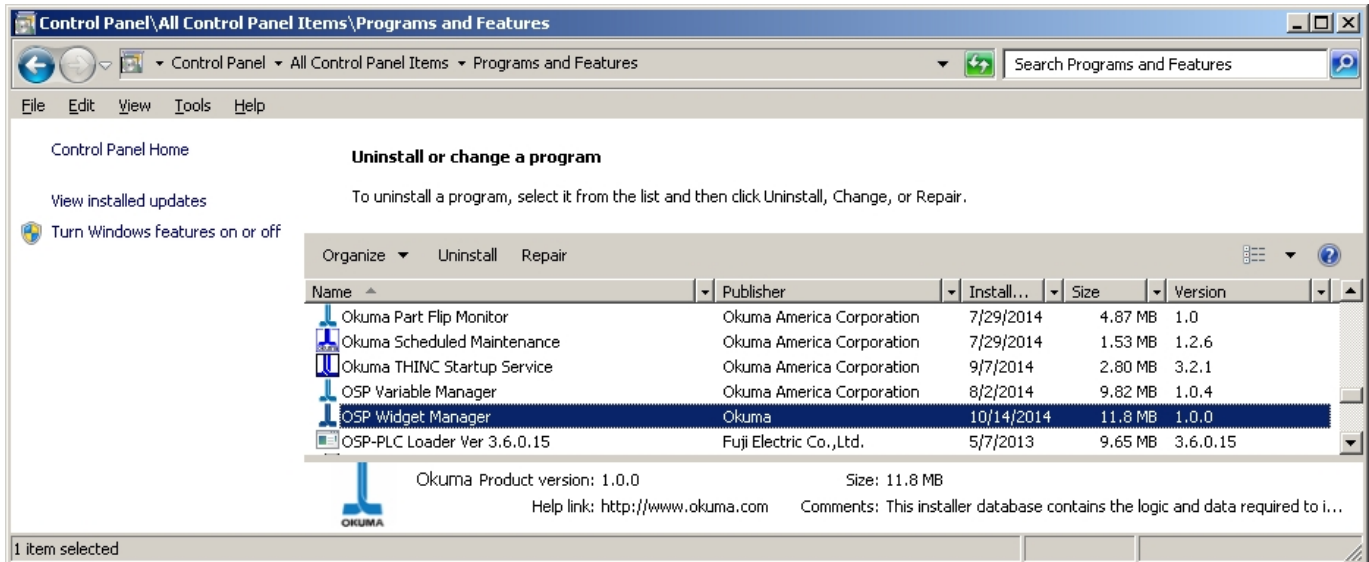 Control Panel\All Control Panel Items\Programs and Features
Control Panel All Control Panel Items Programs and Features Search Programs and Features
File Edit View Tools Help
Control Panel Home
View installed updates
Turn Windows features on or off
Uninstall or change a program
To uninstall a program, select it from the list and then click Uninstall, Change, or Repair.
Organize Uninstall Repair
Name Publisher Install... Size Version
Okuma Part Flip Monitor Okuma America Corporation 7/29/2014 4.87 MB 1.0
Okuma Scheduled Maintenance Okuma America Corporation 7/29/2014 1.53 MB 1.2.6
Okuma THINC Startup Service Okuma America Corporation 9/7/2014 2.80 MB 3.2.1
OSP Variable Manager Okuma America Corporation 8/2/2014 9.82 MB 1.0.4
OSP Widget Manager Okuma 10/14/2014 11.8 MB 1.0.0
OSP-PLC Loader Ver 3.6.0.15 Fuji Electric Co.,Ltd. 5/7/2013 9.65 MB 3.6.0.15
Okuma Product version: 1.0.0 Size: 11.8 MB
Help link: http://www.okuma.com Comments: This installer database contains the logic and data required to i...
OKUMA
1 item selected